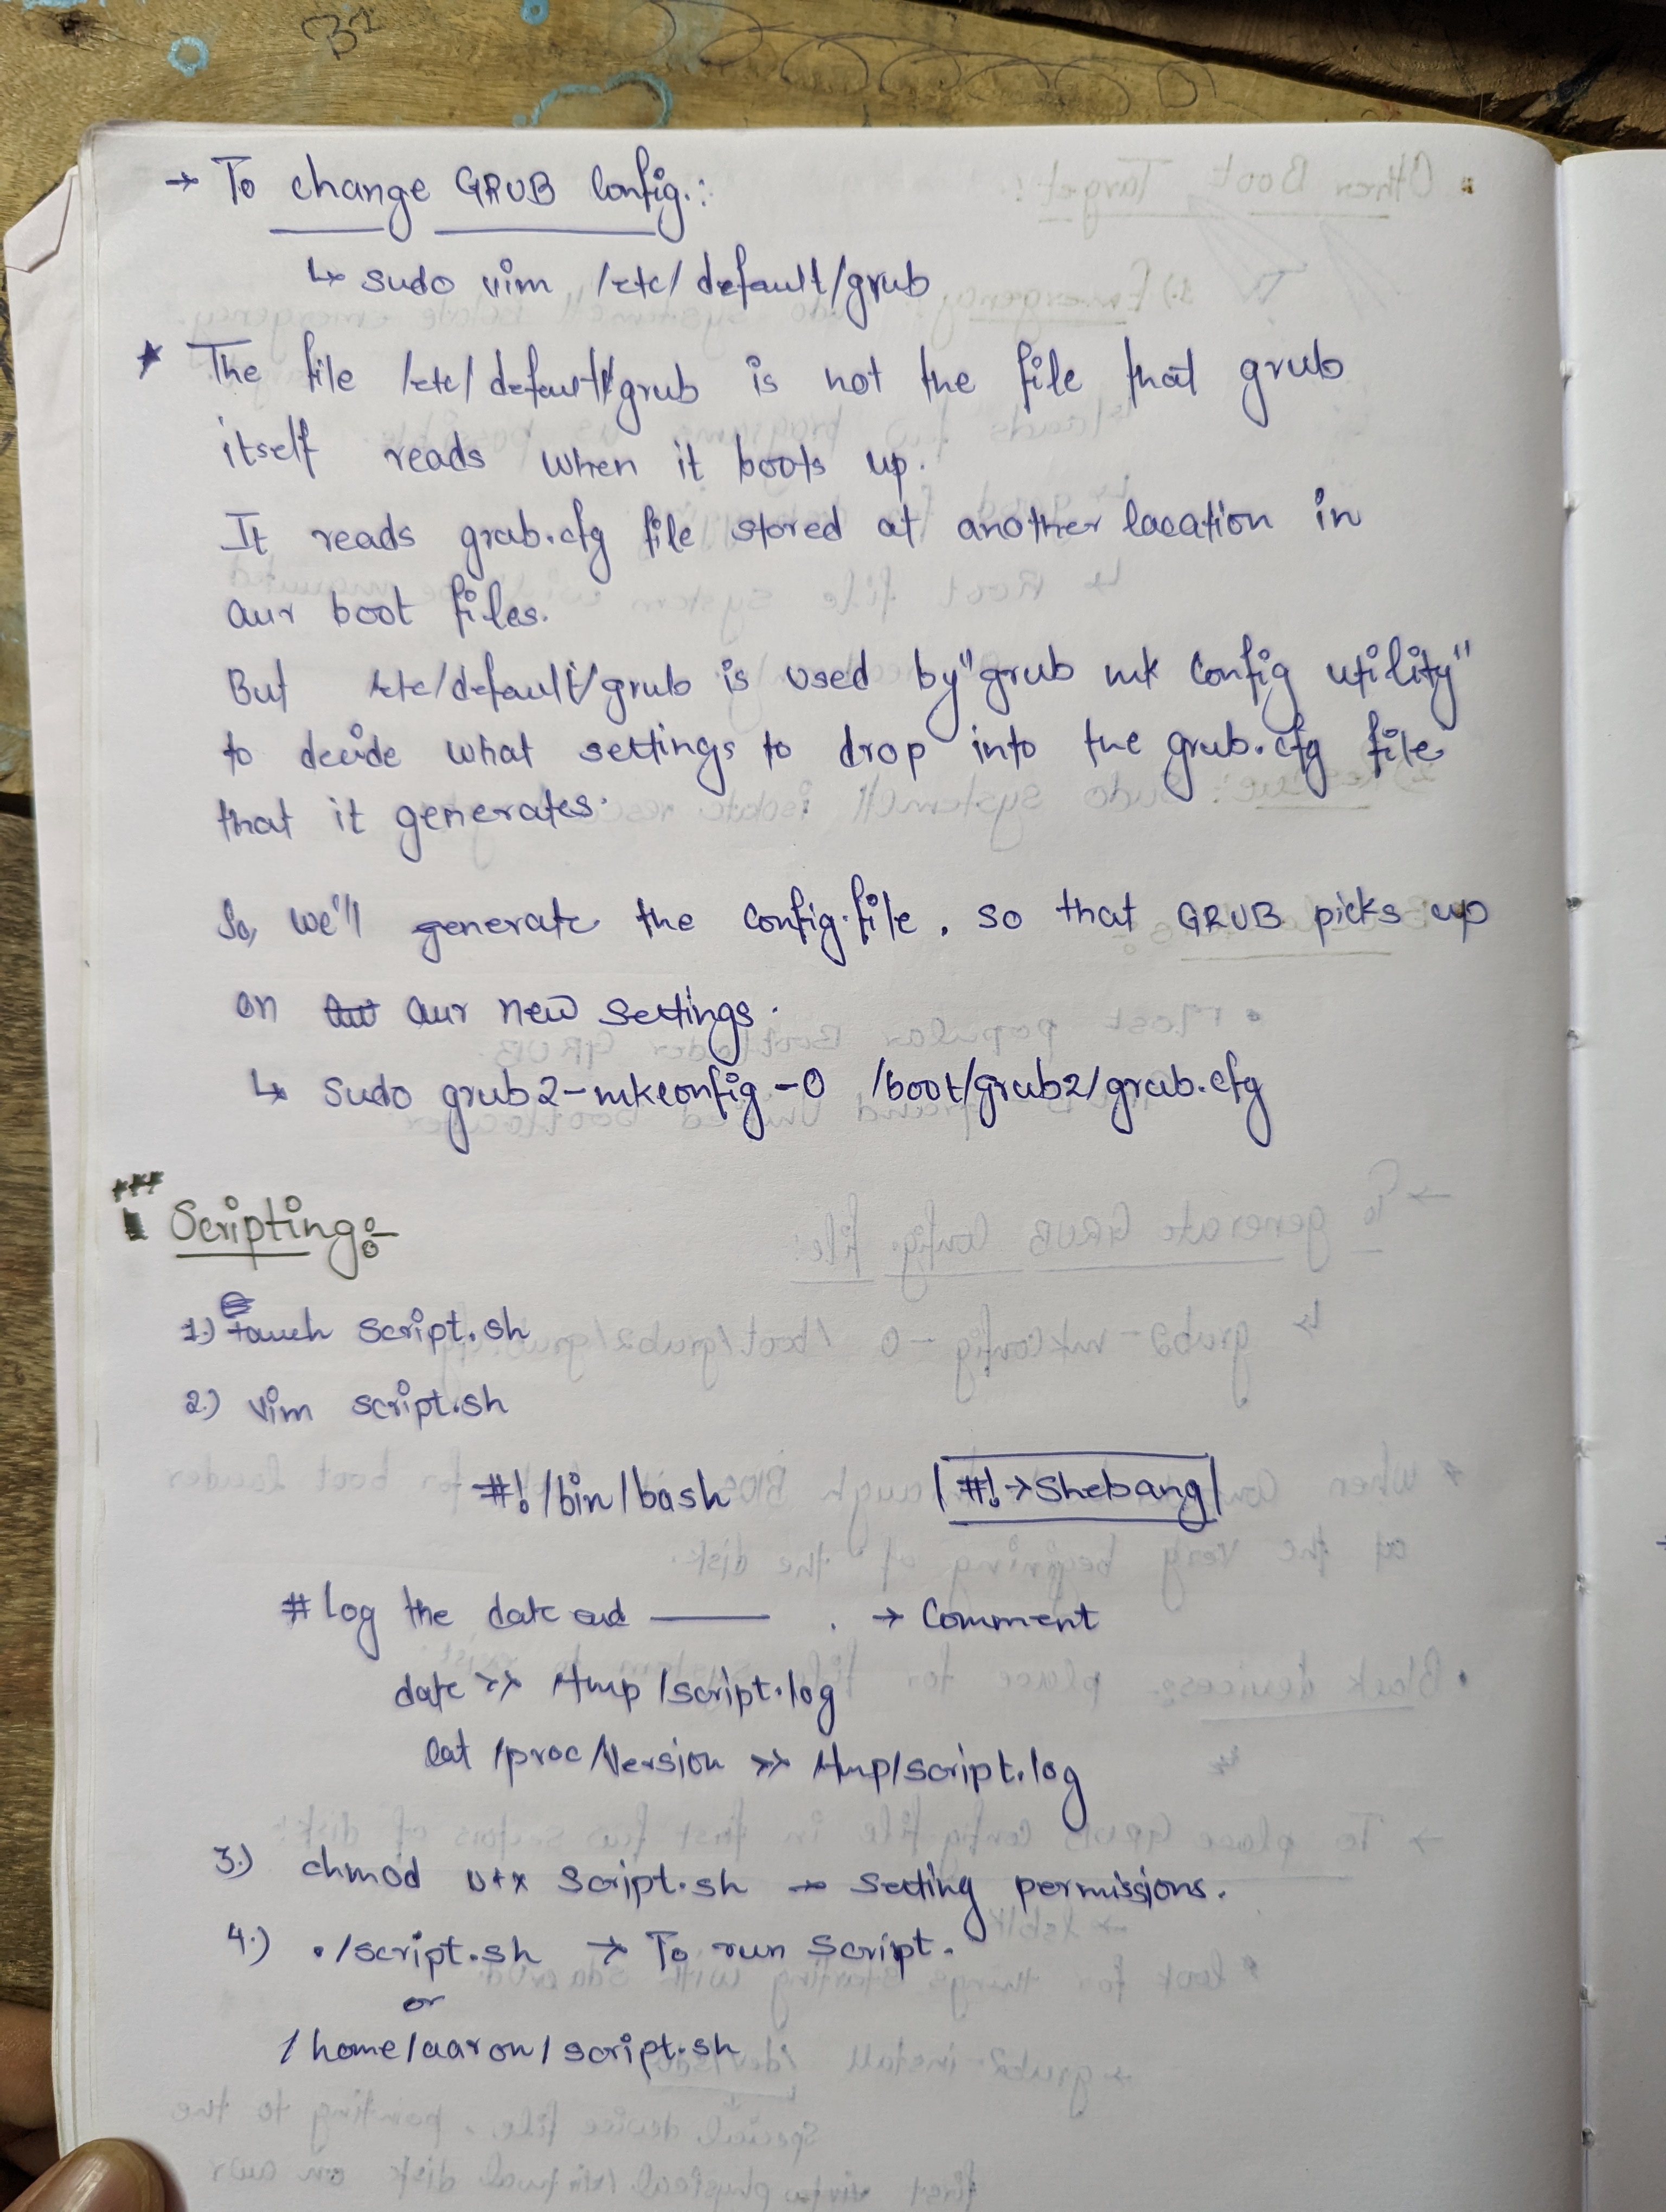 → To change GRUB Config.:
↳ sudo vim /etc/default/grub
* The file /etc/default/grub is not the file that grub
itself reads when it boots up.
It reads grub.cfg file stored at another location in
our boot files.
But /etc/default/grub is used by "grub mk config utility"
to decide what settings to drop into the grub.cfg file
that it generates.
So, we'll generate the config.file, so that GRUB picks up
on our new settings.
↳ sudo grub2-mkconfig -O /boot/grub2/grub.cfg
***
Scripting:-
1.) touch script.sh
2.) vim script.sh
#!/bin/bash | #!→Shebang|
# log the date and ——— . → Comment
date >> /tmp/script.log
cat /proc/version >> /tmp/script.log
3.) chmod u+x script.sh → Setting permissions.
4.) ./script.sh → To run script.
or
/home/aaron/script.sh